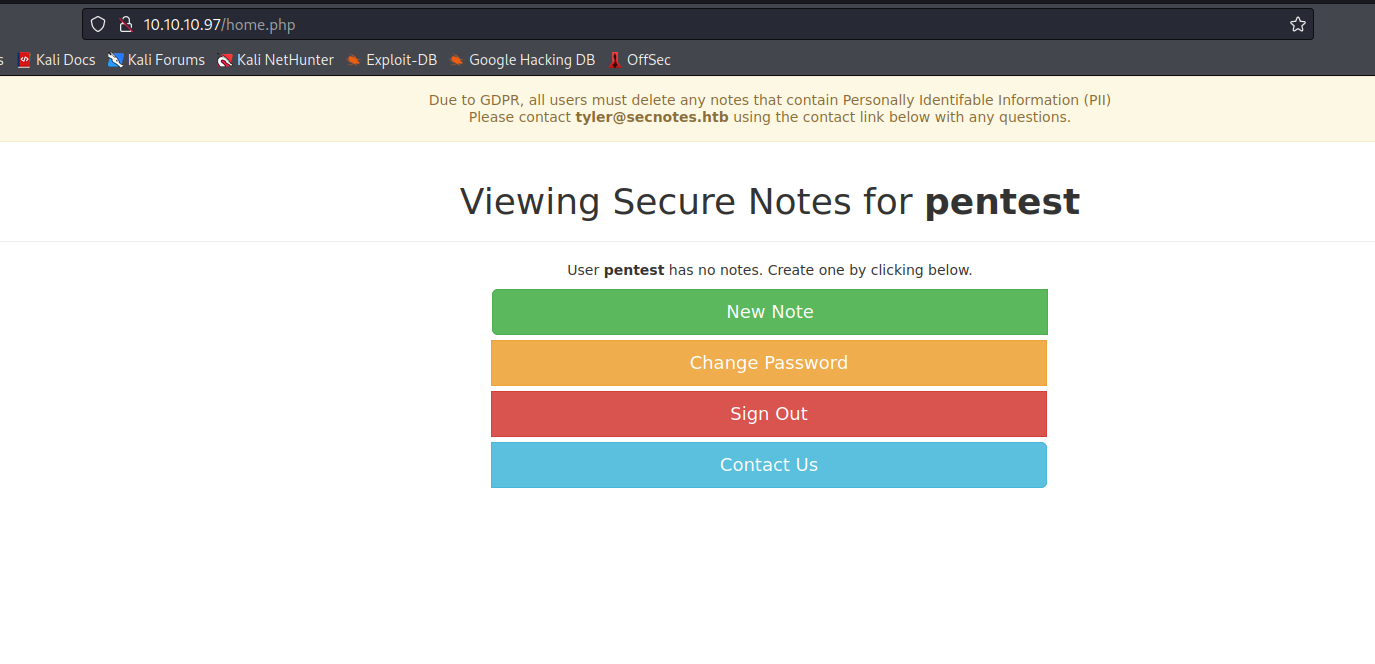 10.10.10.97/home.php
s Kali Docs Kali Forums Kali NetHunter Exploit-DB Google Hacking DB OffSec
Due to GDPR, all users must delete any notes that contain Personally Identifable Information (PII)
Please contact tyler@secnotes.htb using the contact link below with any questions.
Viewing Secure Notes for pentest
User pentest has no notes. Create one by clicking below.
New Note
Change Password
Sign Out
Contact Us